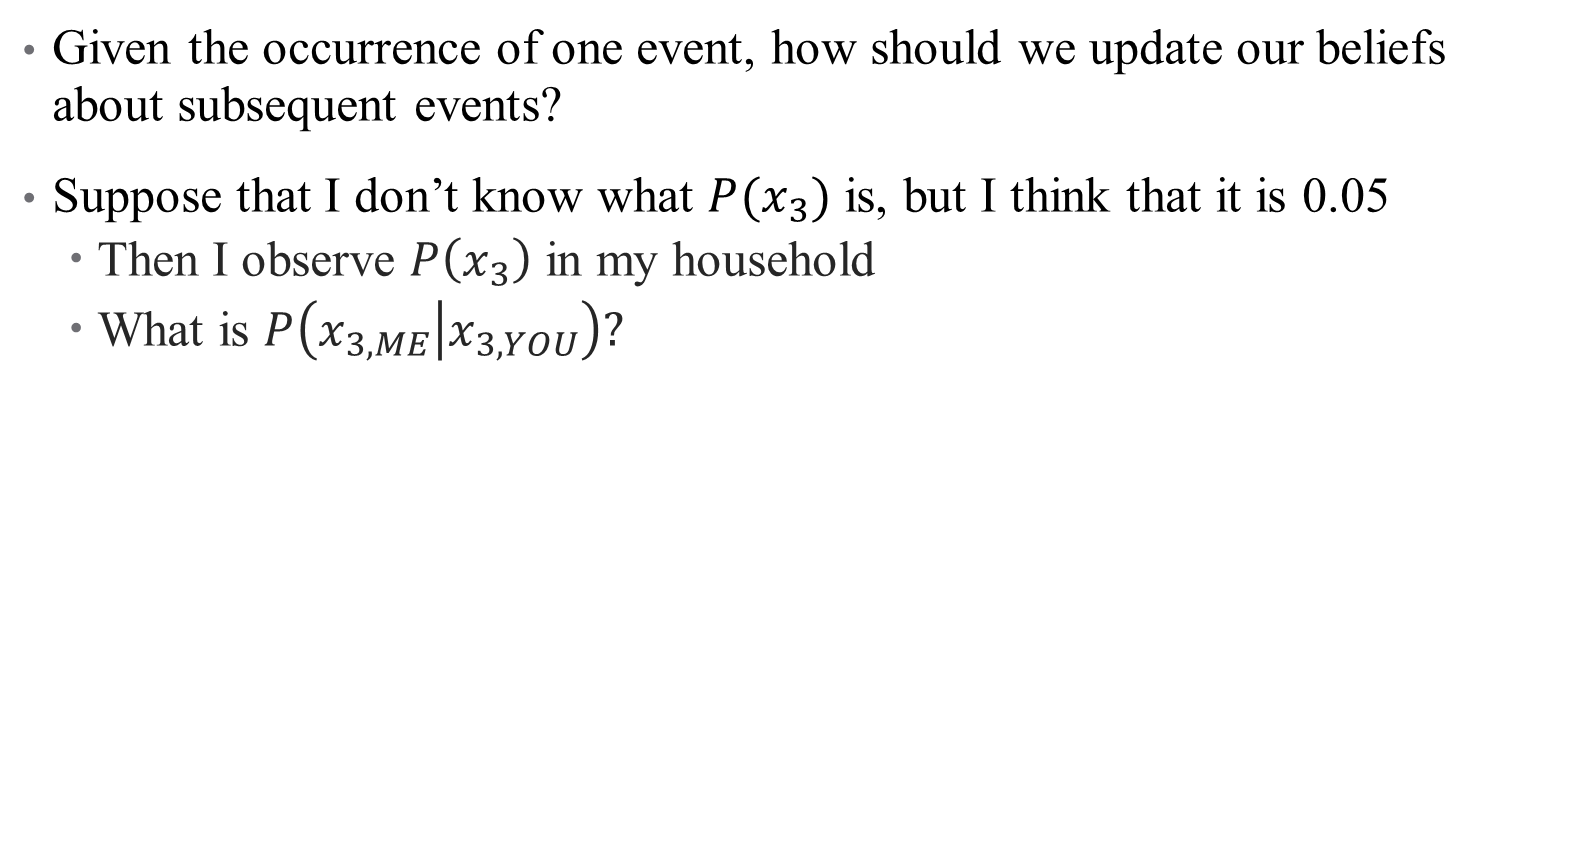 • Given the occurrence of one event, how should we update our beliefs
about subsequent events?
• Suppose that I don’t know what P(x₃) is, but I think that it is 0.05
• Then I observe P(x₃) in my household
• What is P(x₃,ME|x₃,YOU)?